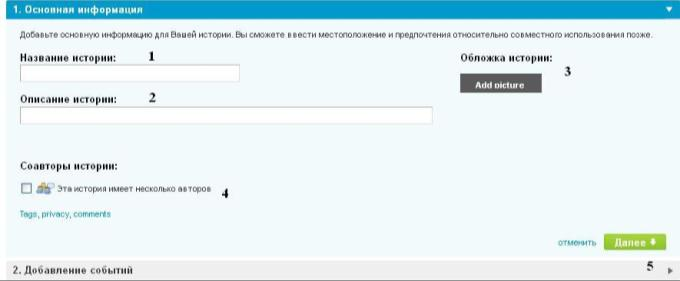 1. Основная информация
Добавьте основную информацию для Вашей истории. Вы сможете ввести местоположение и предпочтения относительно совместного использования позже.
Название истории: 1
Обложка истории:
3
Add picture
Описание истории: 2
Соавторы истории:
Эта история имеет несколько авторов 4
Tags, privacy, comments
отменить Далее
2. Добавление событий 5